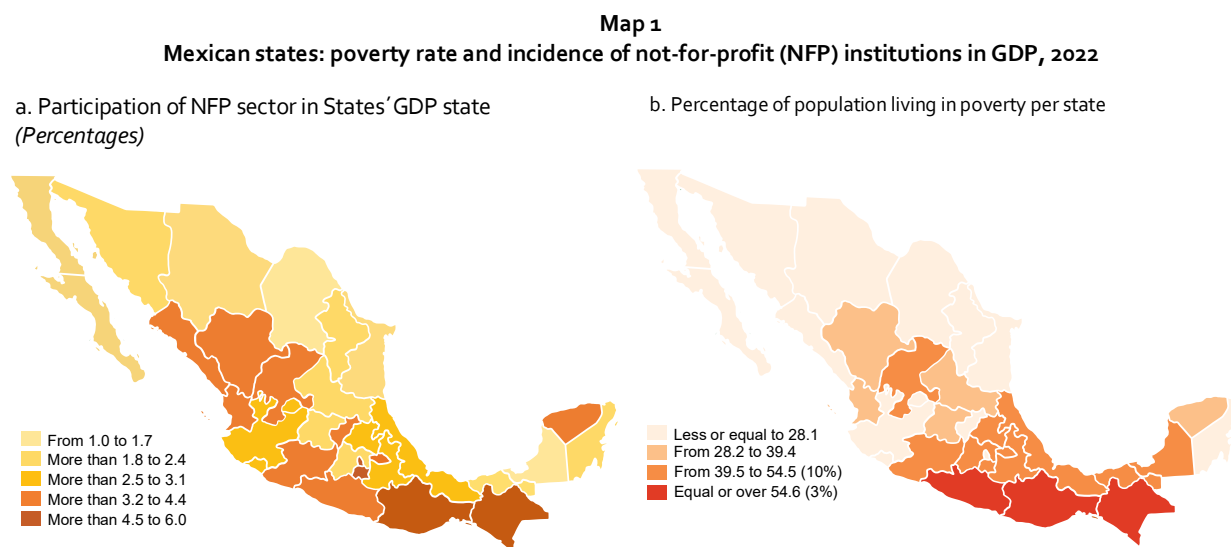 Map 1
Mexican states: poverty rate and incidence of not-for-profit (NFP) institutions in GDP, 2022
a. Participation of NFP sector in States´GDP state
(Percentages)
b. Percentage of population living in poverty per state
From 1.0 to 1.7
More than 1.8 to 2.4
More than 2.5 to 3.1
More than 3.2 to 4.4
More than 4.5 to 6.0
Less or equal to 28.1
From 28.2 to 39.4
From 39.5 to 54.5 (10%)
Equal or over 54.6 (3%)